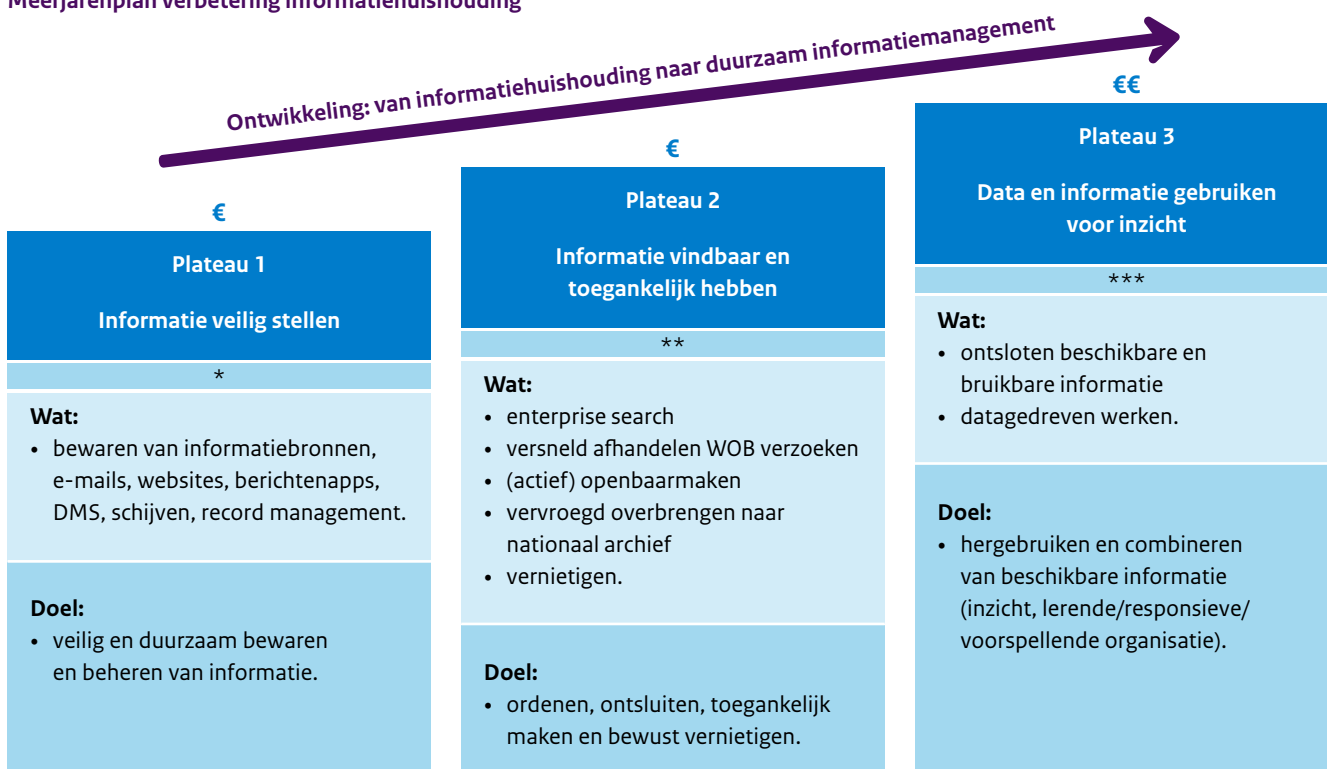 Meerjarenplan verbetering informatiehuishouding
Ontwikkeling: van informatiehuishouding naar duurzaam informatiemanagement
€
Plateau 1
Informatie veilig stellen
*
Wat:
• bewaren van informatiebronnen,
e-mails, websites, berichtenapps,
DMS, schijven, record management.
Doel:
• veilig en duurzaam bewaren
en beheren van informatie.
€
Plateau 2
Informatie vindbaar en
toegankelijk hebben
**
Wat:
• enterprise search
• versneld afhandelen WOB verzoeken
• (actief) openbaarmaken
• vervroegd overbrengen naar
nationaal archief
• vernietigen.
Doel:
• ordenen, ontsluiten, toegankelijk
maken en bewust vernietigen.
€€
Plateau 3
Data en informatie gebruiken
voor inzicht
***
Wat:
• ontsloten beschikbare en
bruikbare informatie
• datagedreven werken.
Doel:
• hergebruiken en combineren
van beschikbare informatie
(inzicht, lerende/responsieve/
voorspellende organisatie).